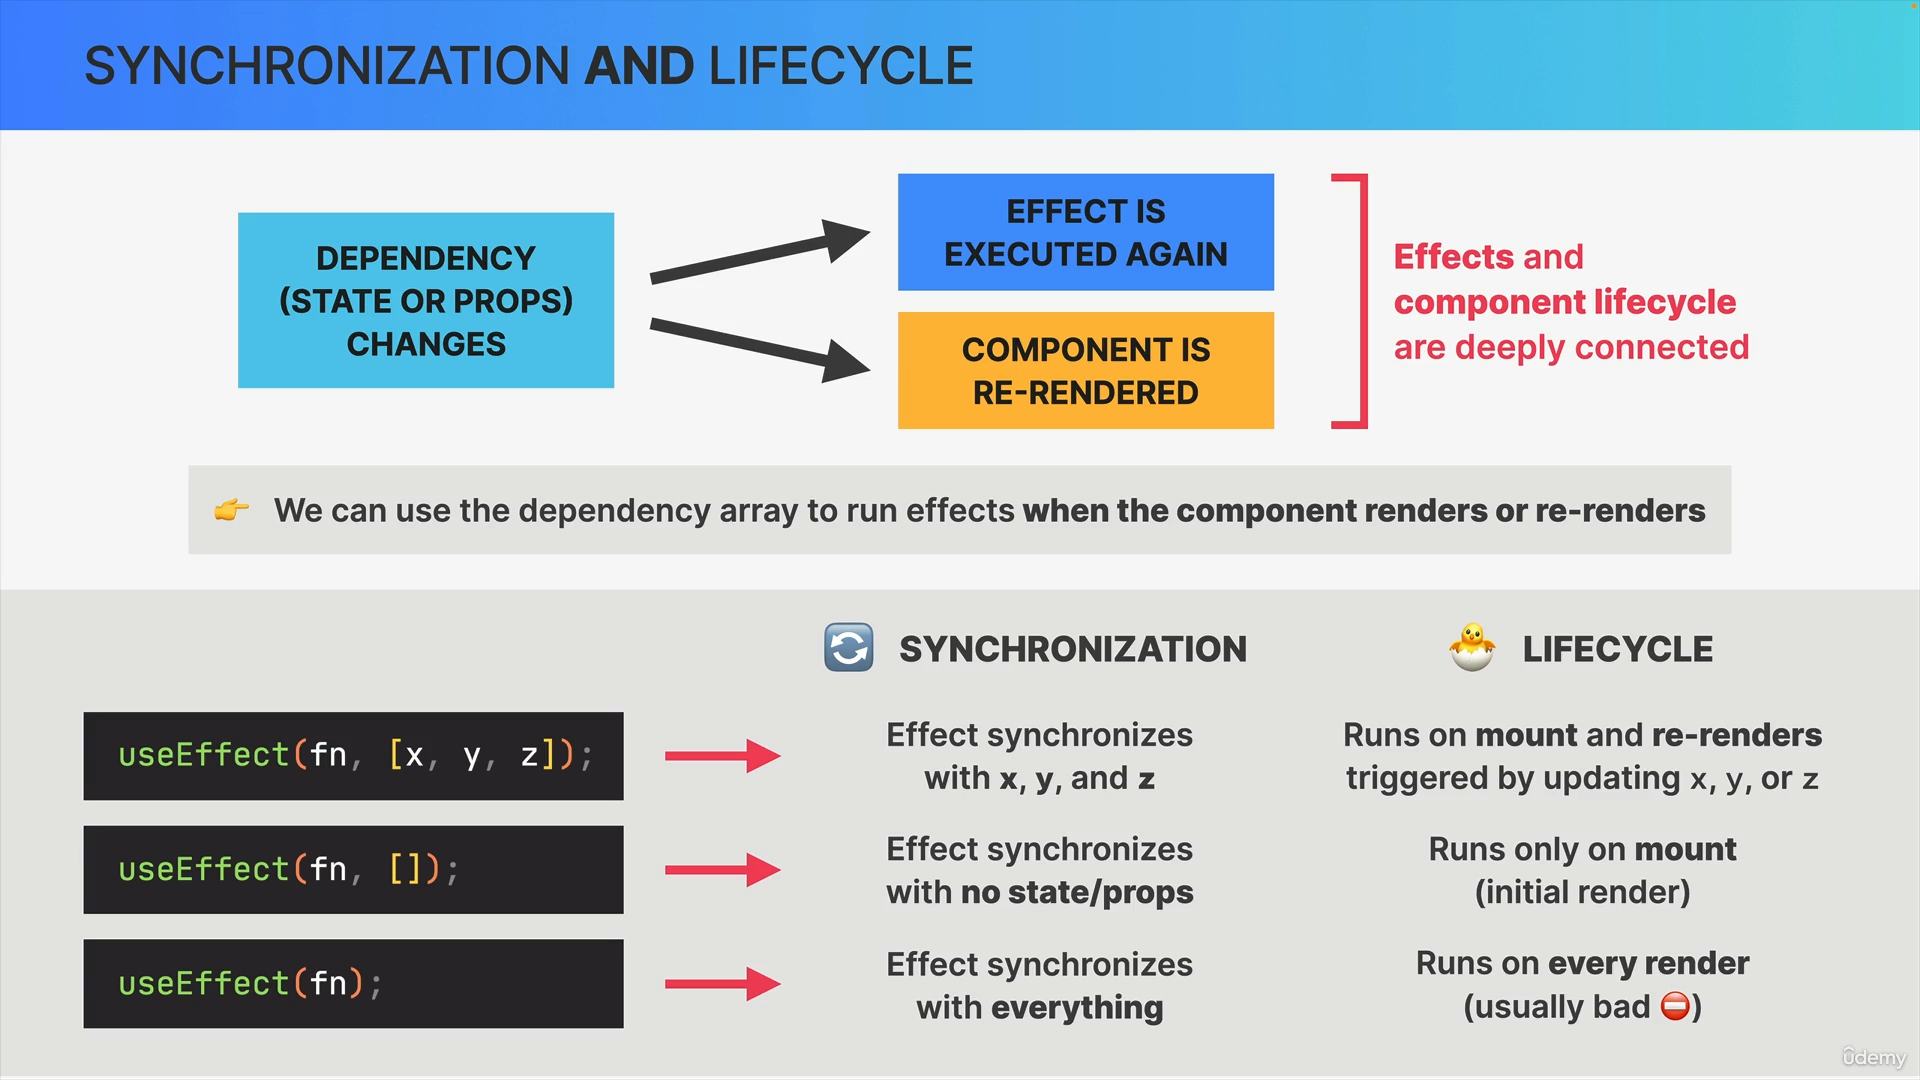 SYNCHRONIZATION AND LIFECYCLE
DEPENDENCY
(STATE OR PROPS)
CHANGES
EFFECT IS
EXECUTED AGAIN
COMPONENT IS
RE-RENDERED
Effects and
component lifecycle
are deeply connected
👉 We can use the dependency array to run effects when the component renders or re-renders
🔄 SYNCHRONIZATION
🐣 LIFECYCLE
useEffect(fn, [x, y, z]);
Effect synchronizes
with x, y, and z
Runs on mount and re-renders
triggered by updating x, y, or z
useEffect(fn, []);
Effect synchronizes
with no state/props
Runs only on mount
(initial render)
useEffect(fn);
Effect synchronizes
with everything
Runs on every render
(usually bad ⛔)
udemy